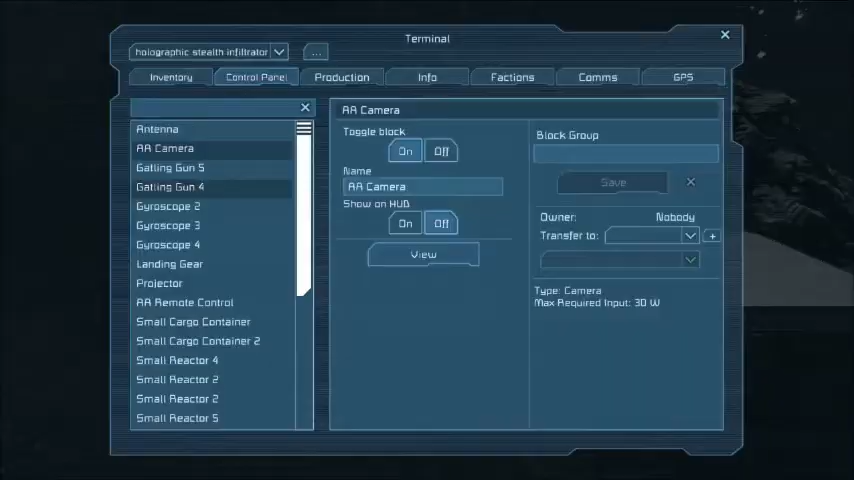 Terminal
holographic stealth infiltrator
...
Inventory
Control Panel
Production
Info
Factions
Comms
GPS
Antenna
AA Camera
Gatling Gun 5
Gatling Gun 4
Gyroscope 2
Gyroscope 3
Gyroscope 4
Landing Gear
Projector
AA Remote Control
Small Cargo Container
Small Cargo Container 2
Small Reactor 4
Small Reactor 2
Small Reactor 2
Small Reactor 5
AA Camera
Toggle block
On Off
Name
AA Camera
Show on HUD
On Off
View
Block Group
Save
Owner: Nobody
Transfer to: +
Type: Camera
Max Required Input: 30 W